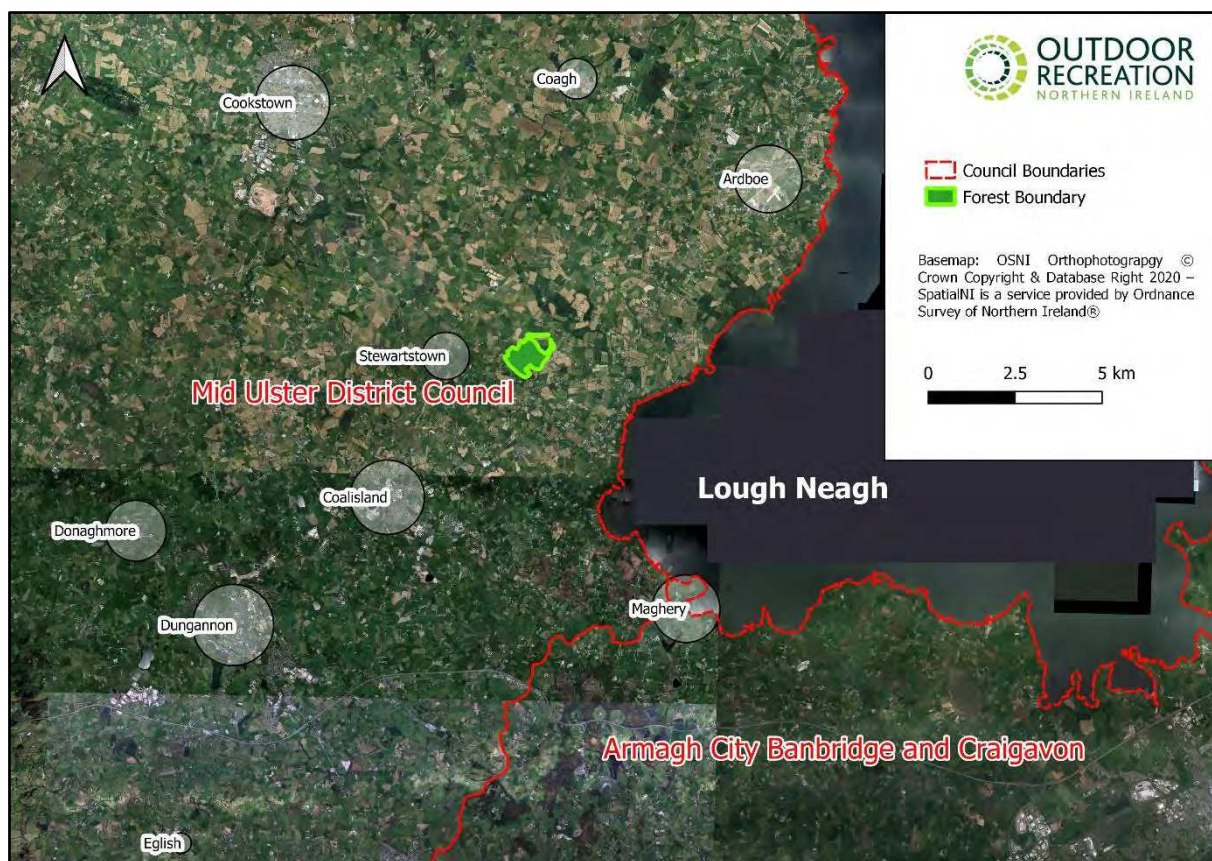 Cookstown
Coagh
Ardboe
Stewartstown
Mid Ulster District Council
Coalisland
Donaghmore
Dungannon
Lough Neagh
Maghery
Armagh City Banbridge and Craigavon
Eglish
OUTDOOR
RECREATION
NORTHERN IRELAND
Council Boundaries
Forest Boundary
Basemap: OSNI Orthophotograpgy ©
Crown Copyright & Database Right 2020 –
SpatialNI is a service provided by Ordnance
Survey of Northern Ireland®
0 2.5 5 km